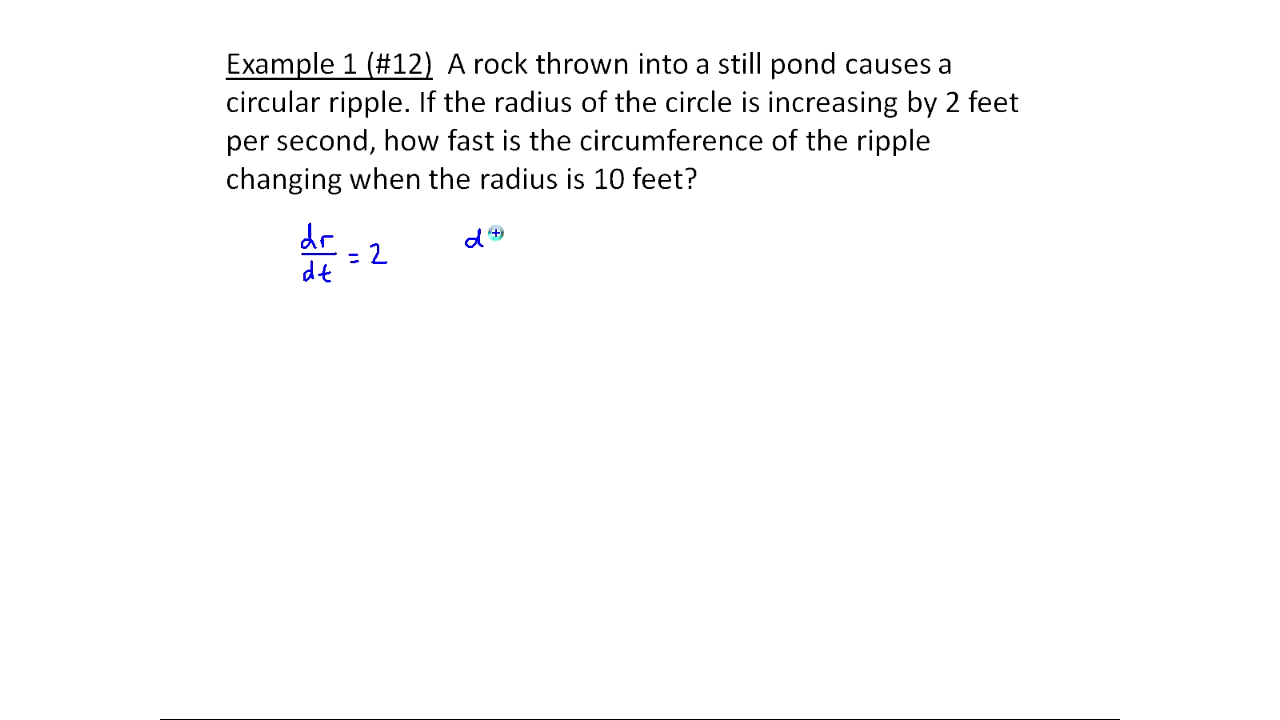 Example 1 (#12) A rock thrown into a still pond causes a
circular ripple. If the radius of the circle is increasing by 2 feet
per second, how fast is the circumference of the ripple
changing when the radius is 10 feet?
dr/dt = 2 d